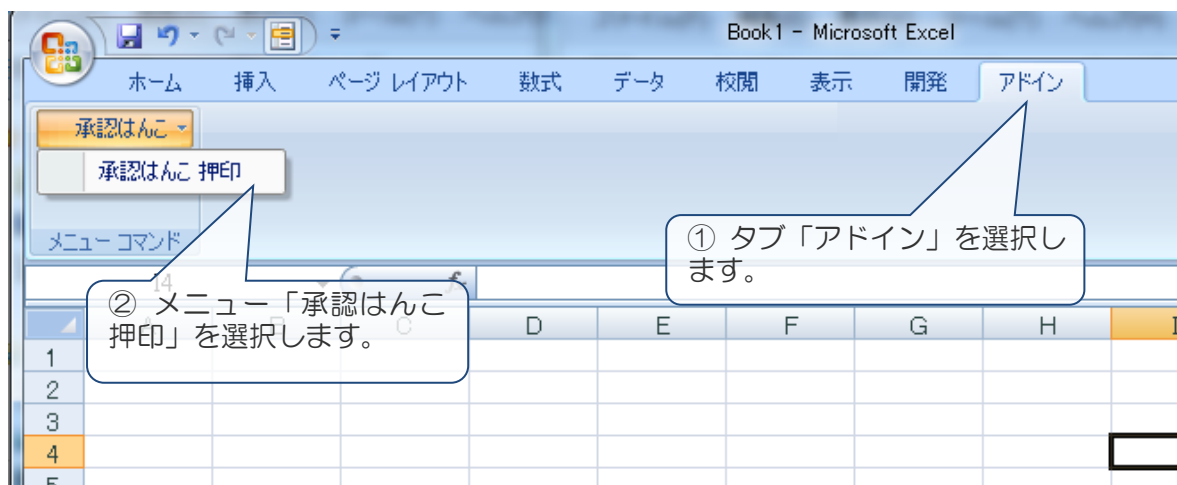 Book1 - Microsoft Excel
ホーム 挿入 ページ レイアウト 数式 データ 校閲 表示 開発 アドイン
承認はんこ
承認はんこ 押印
メニュー コマンド
① タブ「アドイン」を選択し
ます。
I4
② メニュー「承認はんこ
押印」を選択します。
C D E F G H I
1
2
3
4
5